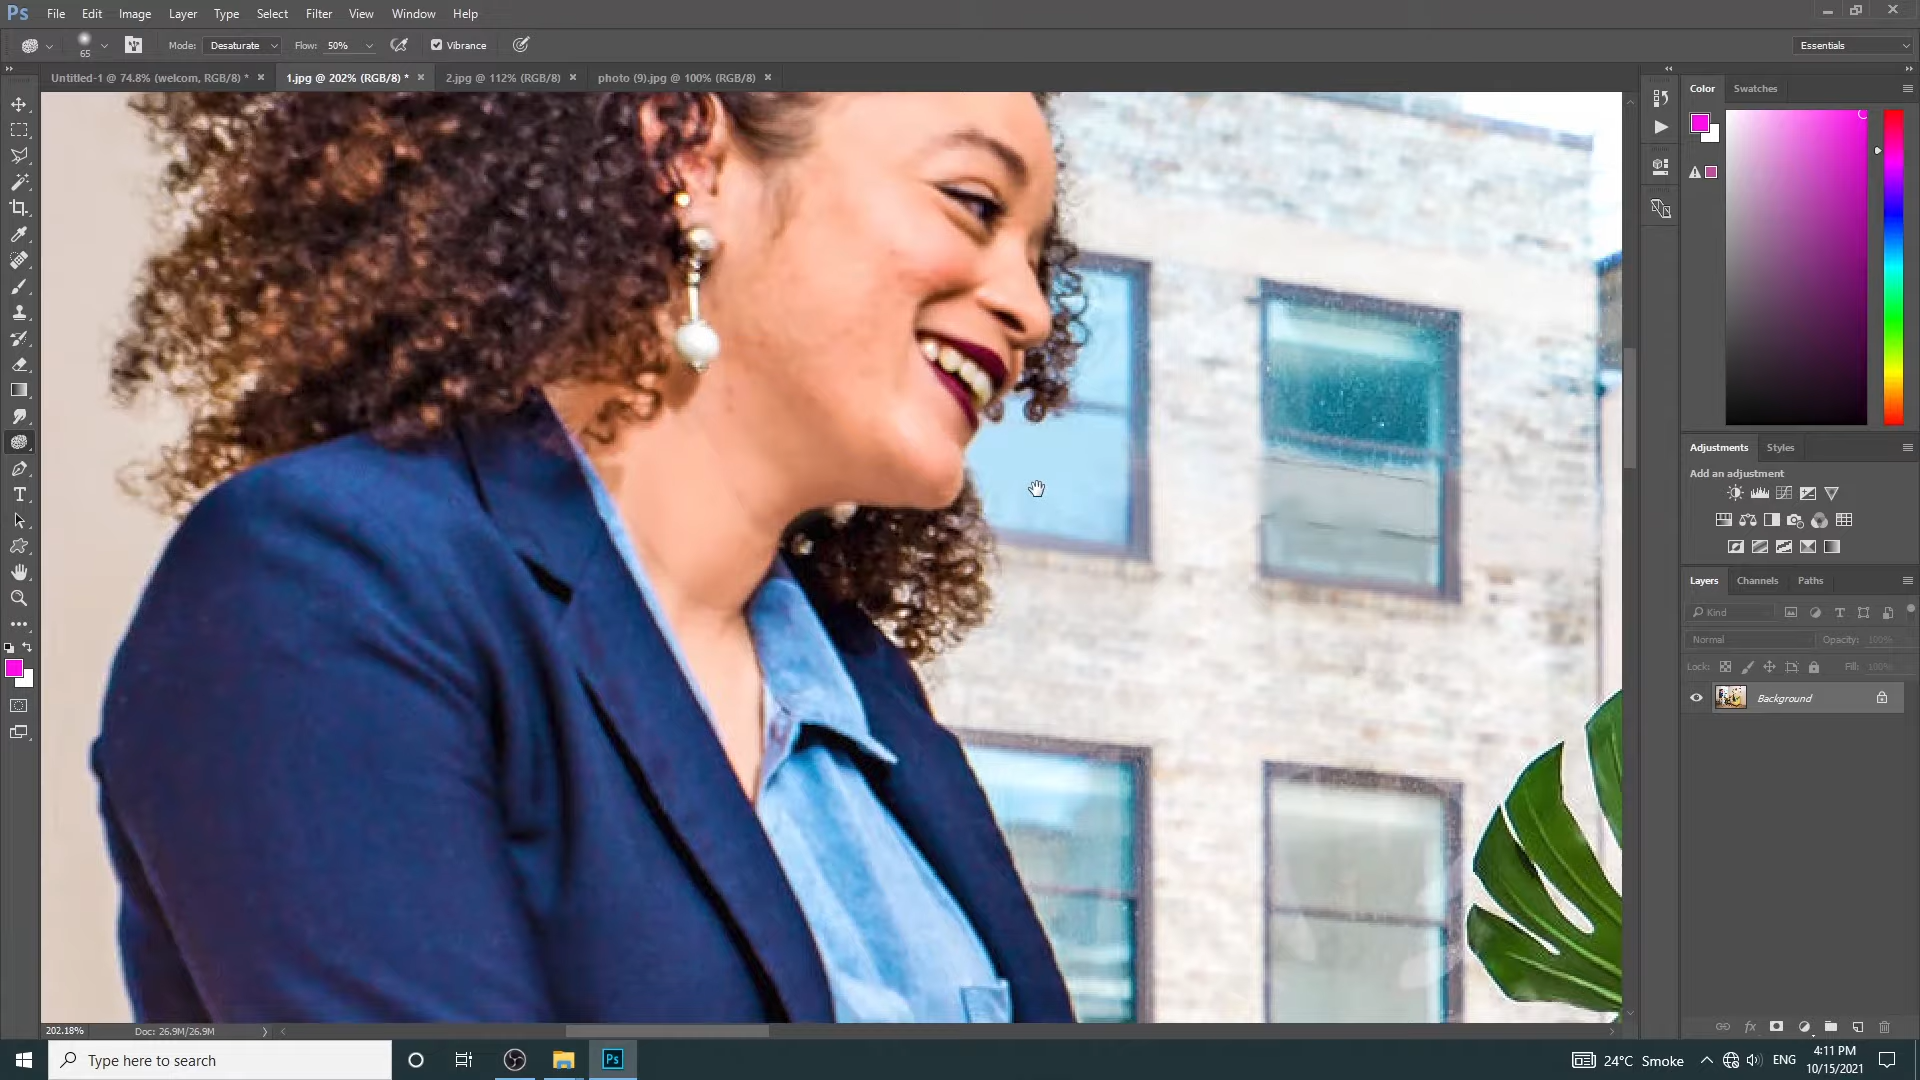 Ps File Edit Image Layer Type Select Filter View Window Help
65 Mode: Desaturate Flow: 50% Vibrance Essentials
Untitled-1 @ 74.8% (welcom, RGB/8) * × 1.jpg @ 202% (RGB/8) * × 2.jpg @ 112% (RGB/8) × photo (9).jpg @ 100% (RGB/8) ×
Color Swatches
Adjustments Styles
Add an adjustment
Layers Channels Paths
Kind
Normal Opacity: 100%
Lock: Fill: 100%
Background
202.18% Doc: 26.9M/26.9M
Type here to search Ps 24°C Smoke ENG 4:11 PM
10/15/2021